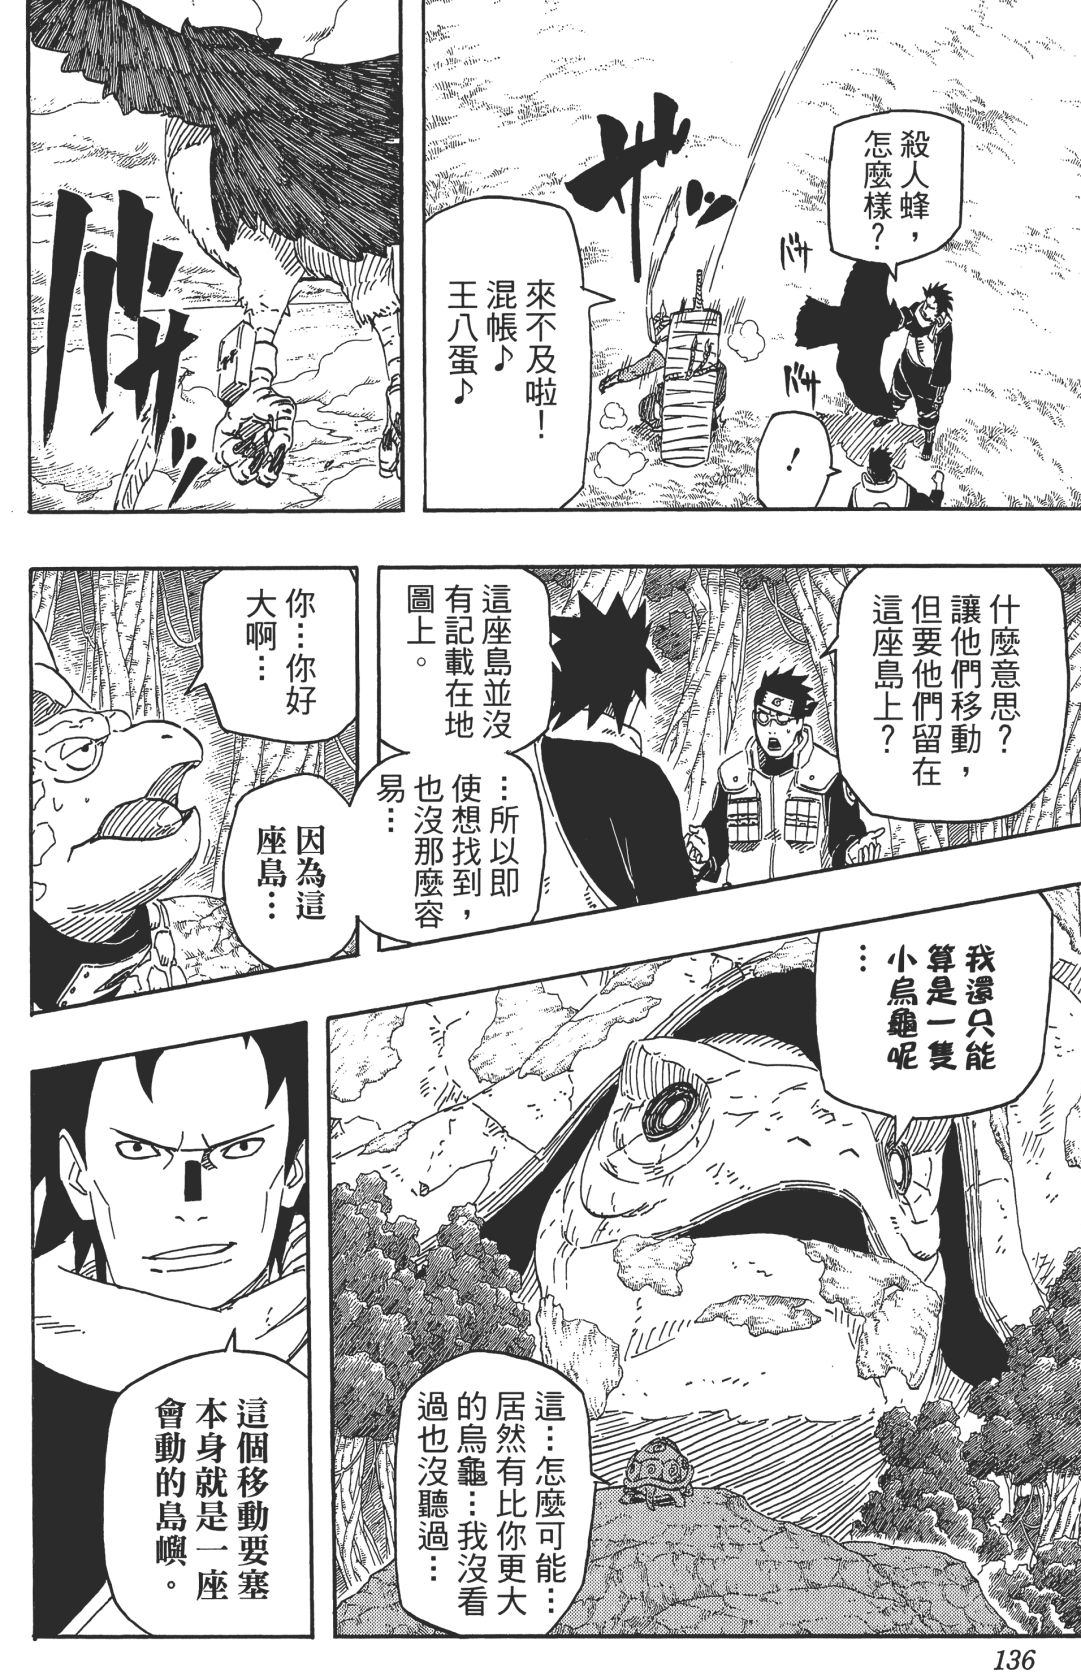 殺人蜂，
怎麼樣？
バサ
バサ
！
ザッ
來不及啦！
混帳♪
王八蛋♪
什麼意思？
讓他們移動，
但要他們留在
這座島上？
這座島並沒
有記載在地
圖上。
…所以即
使想找到，
也沒那麼容
易…
你…你好
大啊…
因為這
座島…
我還只能
算是一隻
小烏龜呢
…
這…怎麼可能…
居然有比你更大
的烏龜…我沒看
過也沒聽過…
這個移動要塞
本身就是一座
會動的島嶼。
136